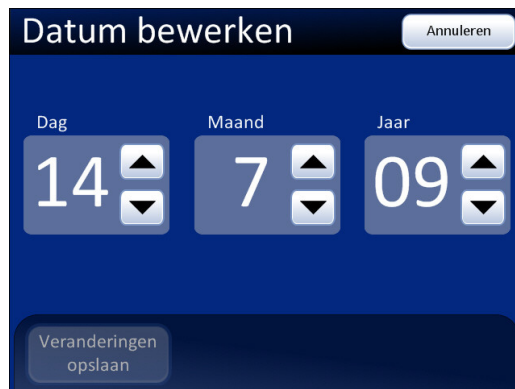 Datum bewerken
Annuleren
Dag
Maand
Jaar
14
7
09
Veranderingen
opslaan